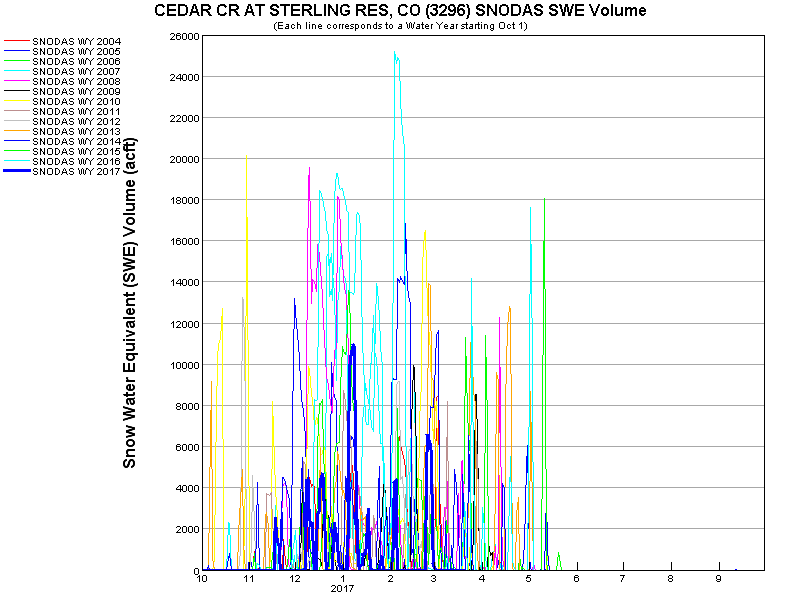 CEDAR CR AT STERLING RES, CO (3296) SNODAS SWE Volume
(Each line corresponds to a Water Year starting Oct 1)
SNODAS WY 2004
SNODAS WY 2005
SNODAS WY 2006
SNODAS WY 2007
SNODAS WY 2008
SNODAS WY 2009
SNODAS WY 2010
SNODAS WY 2011
SNODAS WY 2012
SNODAS WY 2013
SNODAS WY 2014
SNODAS WY 2015
SNODAS WY 2016
SNODAS WY 2017
Snow Water Equivalent (SWE) Volume (acft)
26000
24000
22000
20000
18000
16000
14000
12000
10000
8000
6000
4000
2000
0
10 11 12 1 2 3 4 5 6 7 8 9
2017